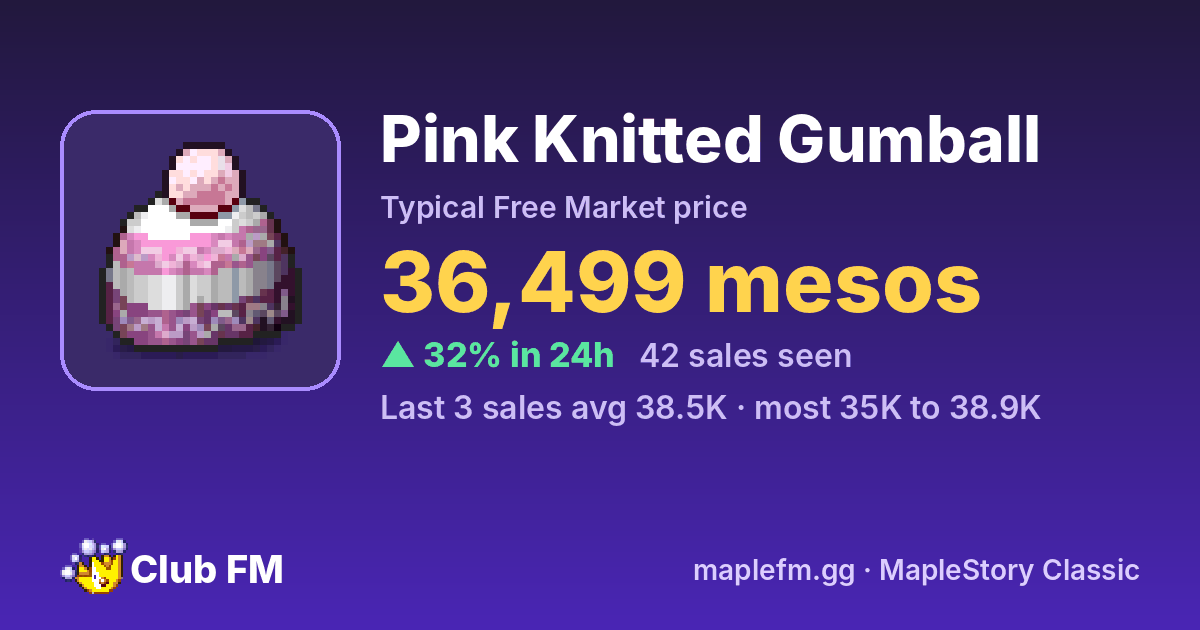 Pink Knitted Gumball
Typical Free Market price
36,499 mesos
▲ 32% in 24h 42 sales seen
Last 3 sales avg 38.5K · most 35K to 38.9K
Club FM
maplefm.gg · MapleStory Classic